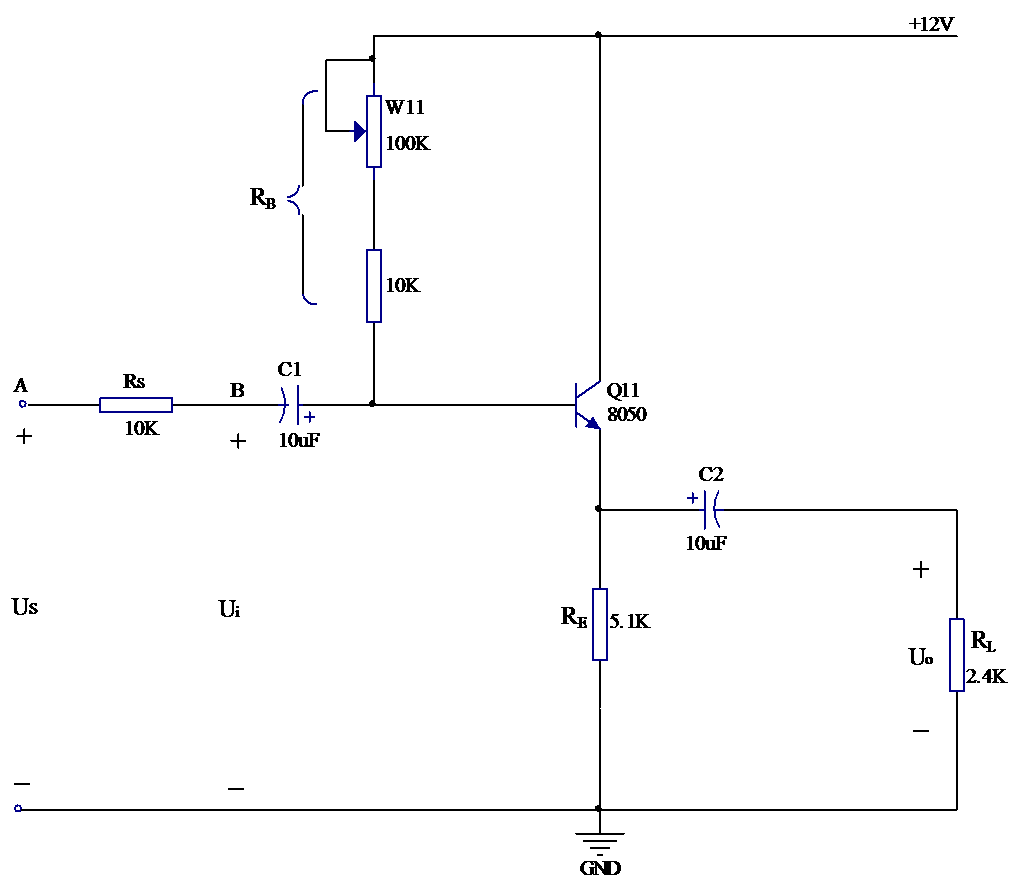 +12V
W11
100K
R_B
10K
A
Rs
B
C1
Q11
8050
+
10K
+
+
10uF
C2
+
10uF
+
Us
Ui
R_E
5.1K
R_L
Uo
2.4K
−
−
−
GND